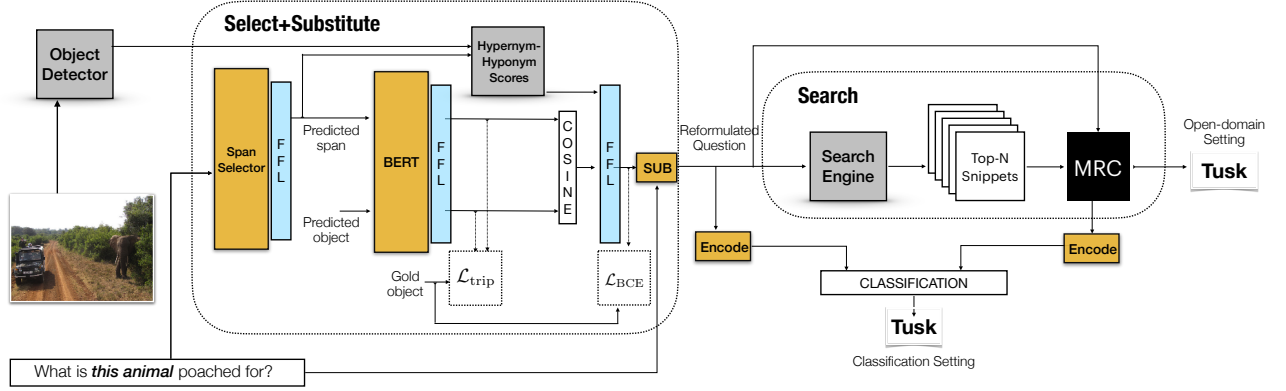 Select+Substitute
Object
Detector
Hypernym-
Hyponym
Scores
Span
Selector
FFL
Predicted
span
Predicted
object
BERT
FFL
COSINE
FFL
SUB
Gold
object
ℒtrip
ℒBCE
What is this animal poached for?
Reformulated
Question
Search
Search
Engine
Top-N
Snippets
MRC
Open-domain
Setting
Tusk
Encode
Encode
CLASSIFICATION
Tusk
Classification Setting